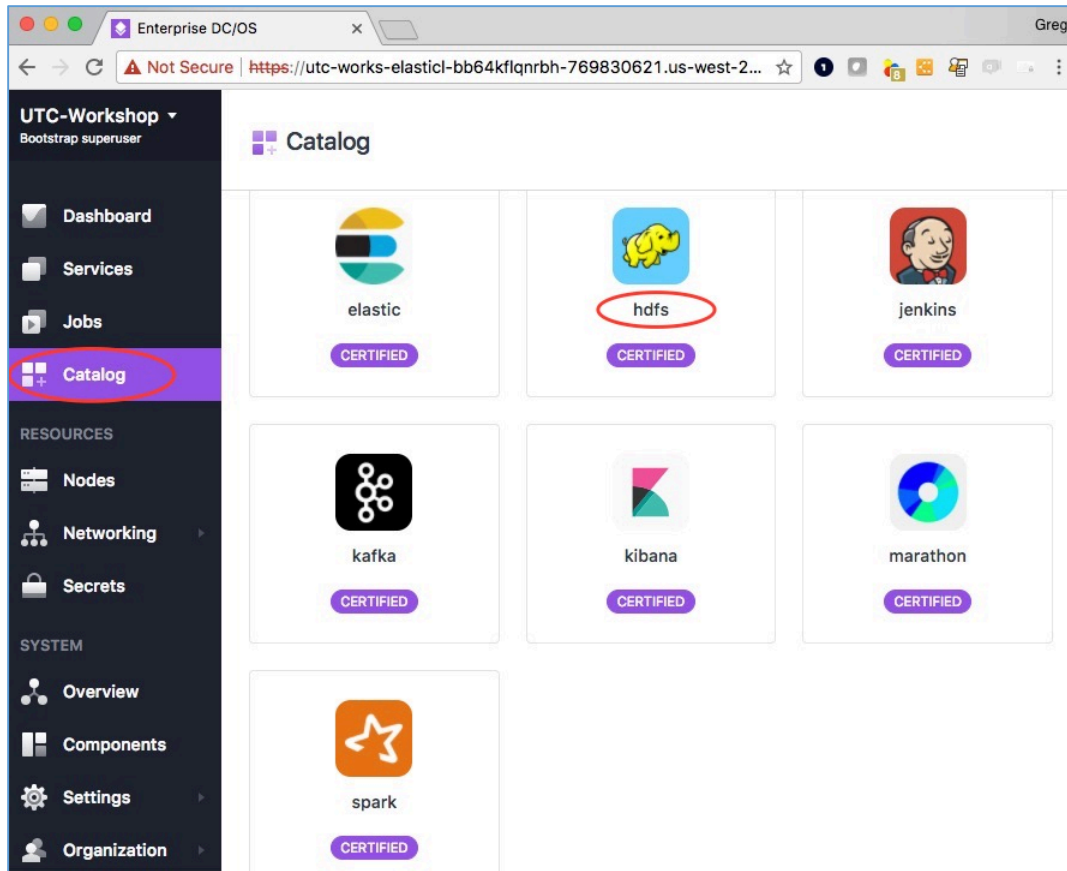 Enterprise DC/OS
Greg
Not Secure | https://utc-works-elasticl-bb64kflqnrbh-769830621.us-west-2...
8
UTC-Workshop
Bootstrap superuser
Catalog
Dashboard
Services
Jobs
Catalog
RESOURCES
Nodes
Networking
Secrets
SYSTEM
Overview
Components
Settings
Organization
elastic
CERTIFIED
hdfs
CERTIFIED
jenkins
CERTIFIED
kafka
CERTIFIED
kibana
CERTIFIED
marathon
CERTIFIED
spark
CERTIFIED